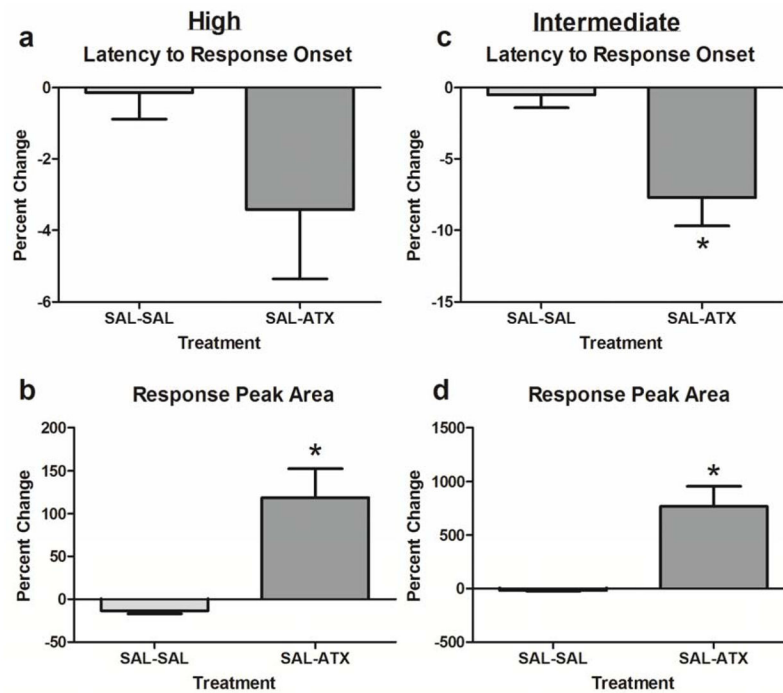 High
a
Latency to Response Onset
Percent Change
0
-2
-4
-6
SAL-SAL SAL-ATX
Treatment
Intermediate
c
Latency to Response Onset
Percent Change
0
-5
-10
-15
*
SAL-SAL SAL-ATX
Treatment
b
Response Peak Area
Percent Change
200
150
100
50
0
-50
*
SAL-SAL SAL-ATX
Treatment
d
Response Peak Area
Percent Change
1500
1000
500
0
-500
*
SAL-SAL SAL-ATX
Treatment